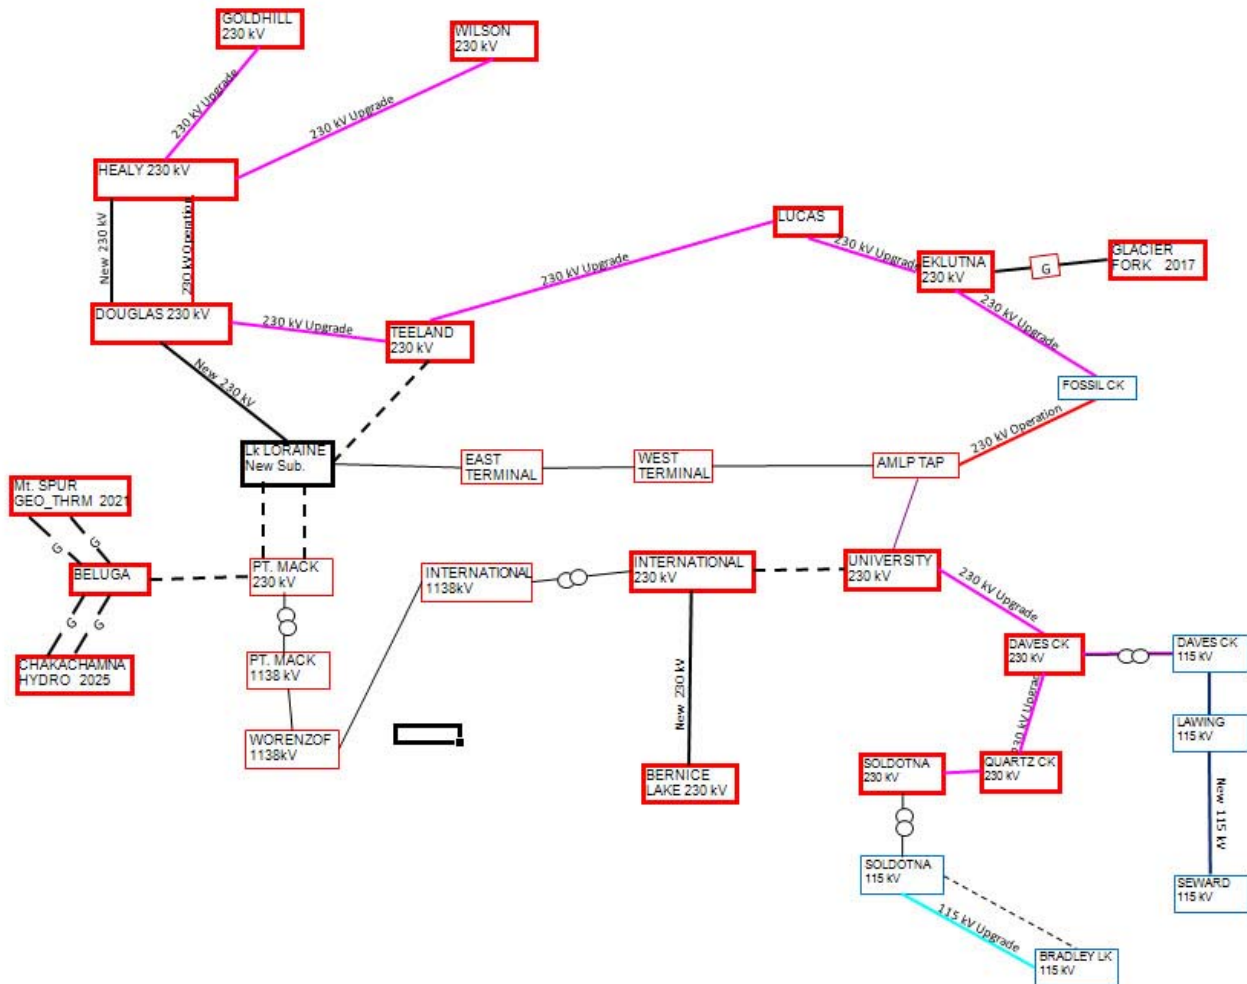 GOLDHILL
230 kV
WILSON
230 kV
230 kV Upgrade
230 kV Upgrade
HEALY 230 kV
New 230 kV
230 kV Operation
LUCAS
230 kV Upgrade
EKLUTNA
230 kV
G
GLACIER
FORK 2017
230 kV Upgrade
DOUGLAS 230 kV
230 kV Upgrade
TEELAND
230 kV
230 kV Upgrade
New 230 kV
FOSSIL CK
230 kV Operation
Lk LORAINE
New Sub.
EAST
TERMINAL
WEST
TERMINAL
AMLP TAP
Mt. SPUR
GEO_THRM 2021
G
G
BELUGA
PT. MACK
230 kV
INTERNATIONAL
1138kV
INTERNATIONAL
230 kV
UNIVERSITY
230 kV
230 kV Upgrade
G
G
CHAKACHAMNA
HYDRO 2025
PT. MACK
1138 kV
New 230 kV
DAVES CK
230 kV
DAVES CK
115 kV
230 kV Upgrad
LAWING
115 kV
WORENZOF
1138kV
BERNICE
LAKE 230 kV
SOLDOTNA
230 kV
QUARTZ CK
230 kV
New 115 kV
SOLDOTNA
115 kV
SEWARD
115 kV
115 kV Upgrade
BRADLEY LK
115 kV